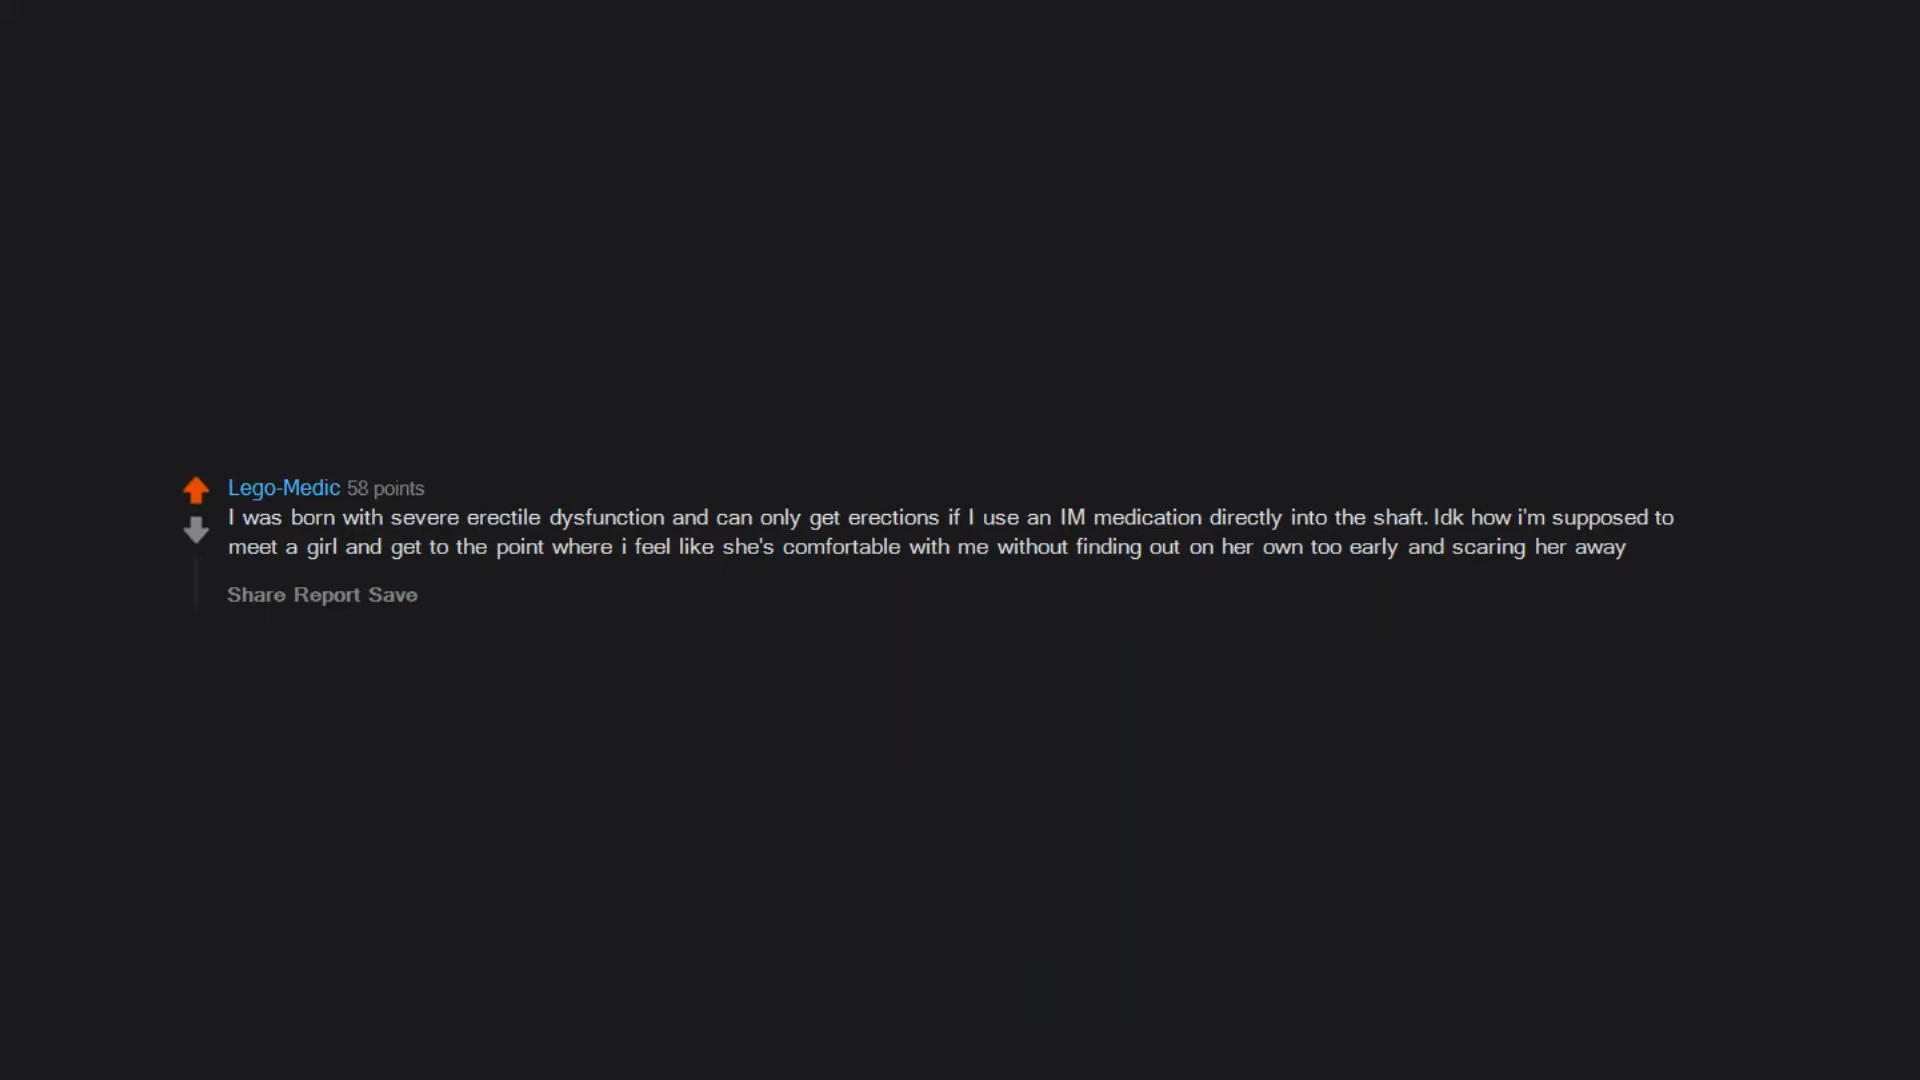 Lego-Medic 58 points
I was born with severe erectile dysfunction and can only get erections if I use an IM medication directly into the shaft. Idk how i'm supposed to
meet a girl and get to the point where i feel like she's comfortable with me without finding out on her own too early and scaring her away
Share Report Save